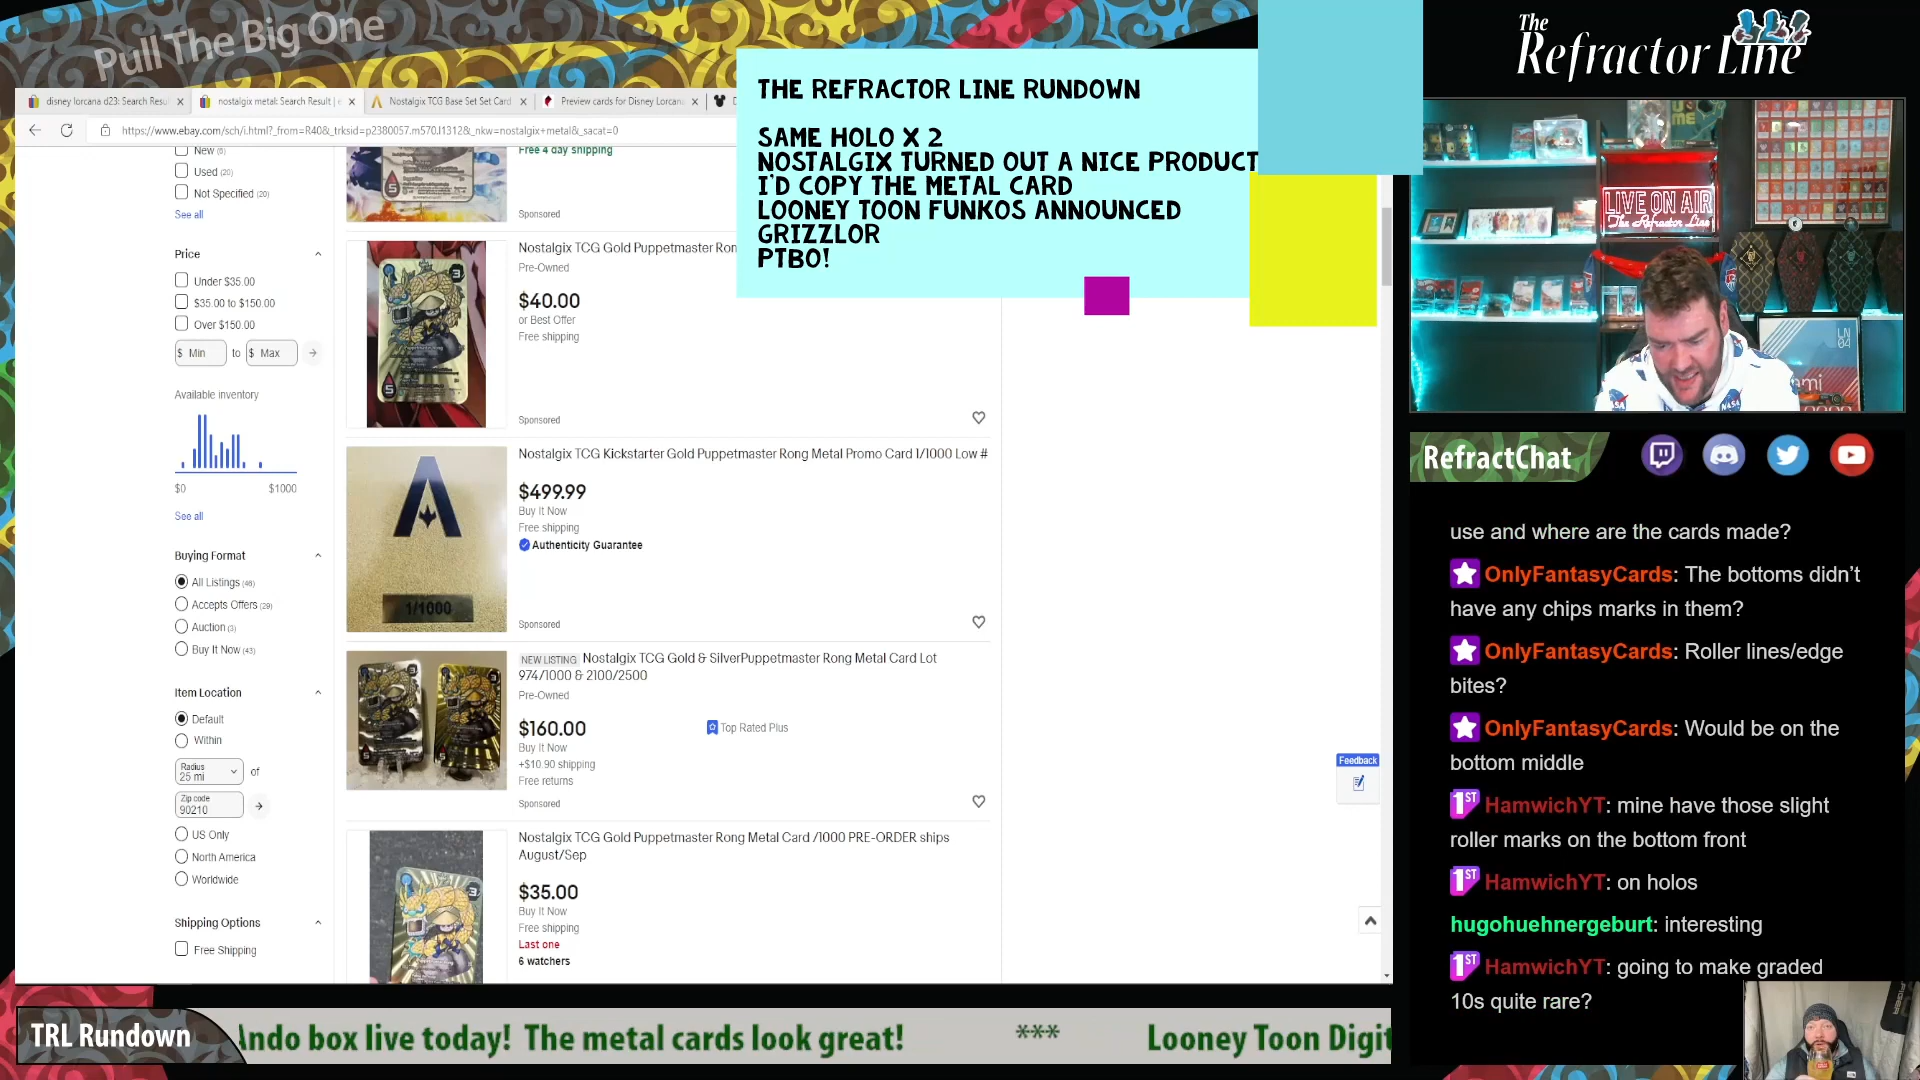 Pull The Big One
disney lorcana d23: Search Resu
nostalgix metal: Search Result | e
Nostalgix TCG Base Set Set Card
Preview cards for Disney Lorcana
https://www.ebay.com/sch/i.html?_from=R40&_trksid=p2380057.m570.l1312&_nkw=nostalgix+metal&_sacat=0
THE REFRACTOR LINE RUNDOWN
SAME HOLO X 2
NOSTALGIX TURNED OUT A NICE PRODUCT
I'D COPY THE METAL CARD
LOONEY TOON FUNKOS ANNOUNCED
GRIZZLOR
PTBO!
The
Refractor Line
LIVE ON AIR
The Refractor Line
LN
04
NASA
NASA
New (5)
Used (20)
Not Specified (20)
See all
Price
Under $35.00
$35.00 to $150.00
Over $150.00
$ Min
to
$ Max
Available inventory
$0
$1000
See all
Buying Format
All Listings (46)
Accepts Offers (29)
Auction (3)
Buy It Now (43)
Item Location
Default
Within
Radius
25 mi
of
Zip code
90210
US Only
North America
Worldwide
Shipping Options
Free Shipping
Free 4 day shipping
Sponsored
Nostalgix TCG Gold Puppetmaster Ron
Pre-Owned
$40.00
or Best Offer
Free shipping
Sponsored
Nostalgix TCG Kickstarter Gold Puppetmaster Rong Metal Promo Card 1/1000 Low #
$499.99
Buy It Now
Free shipping
Authenticity Guarantee
1/1000
Sponsored
NEW LISTING Nostalgix TCG Gold & SilverPuppetmaster Rong Metal Card Lot
974/1000 & 2100/2500
Pre-Owned
$160.00
Top Rated Plus
Buy It Now
+$10.90 shipping
Free returns
Sponsored
Nostalgix TCG Gold Puppetmaster Rong Metal Card /1000 PRE-ORDER ships
August/Sep
$35.00
Buy It Now
Free shipping
Last one
6 watchers
Feedback
RefractChat
use and where are the cards made?
OnlyFantasyCards: The bottoms didn't
have any chips marks in them?
OnlyFantasyCards: Roller lines/edge
bites?
OnlyFantasyCards: Would be on the
bottom middle
1ST HamwichYT: mine have those slight
roller marks on the bottom front
1ST HamwichYT: on holos
hugohuehnergeburt: interesting
1ST HamwichYT: going to make graded
10s quite rare?
TRL Rundown
Ando box live today! The metal cards look great!
***
Looney Toon Digit